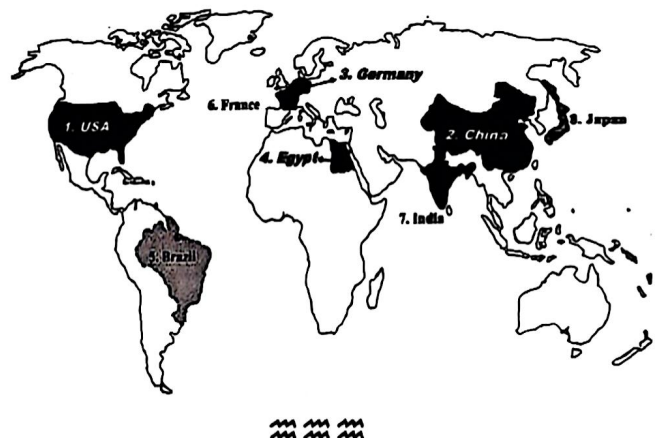 1. USA
2. China
3. Germany
4. Egypt
5. Brazil
6. France
7. India
8. Japan